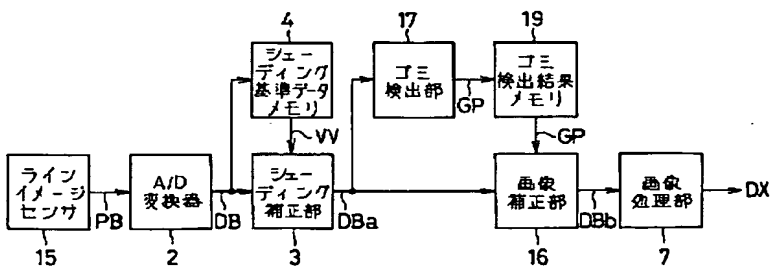 4
シェー
ディング
基準データ
メモリ
17
ゴミ
検出部
GP
19
ゴミ
検出結果
メモリ
VV
GP
ライン
イメージ
センサ
PB
A/D
変換器
DB
シェー
ディング
補正部
DBa
画像
補正部
DBb
画像
処理部
DX
15
2
3
16
7